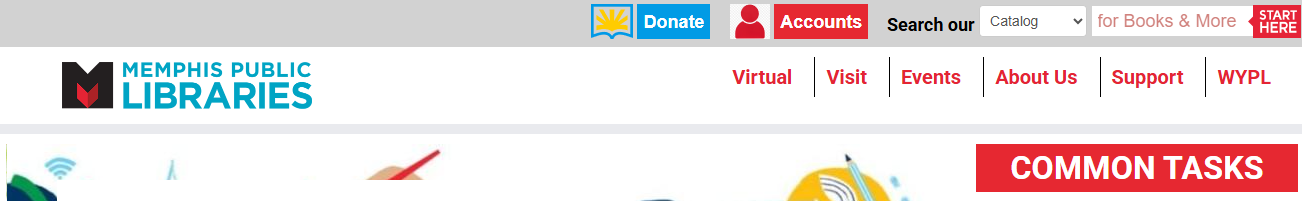 Donate
Accounts
Search our
Catalog
for Books & More
START
HERE
MEMPHIS PUBLIC
LIBRARIES
Virtual
Visit
Events
About Us
Support
WYPL
COMMON TASKS